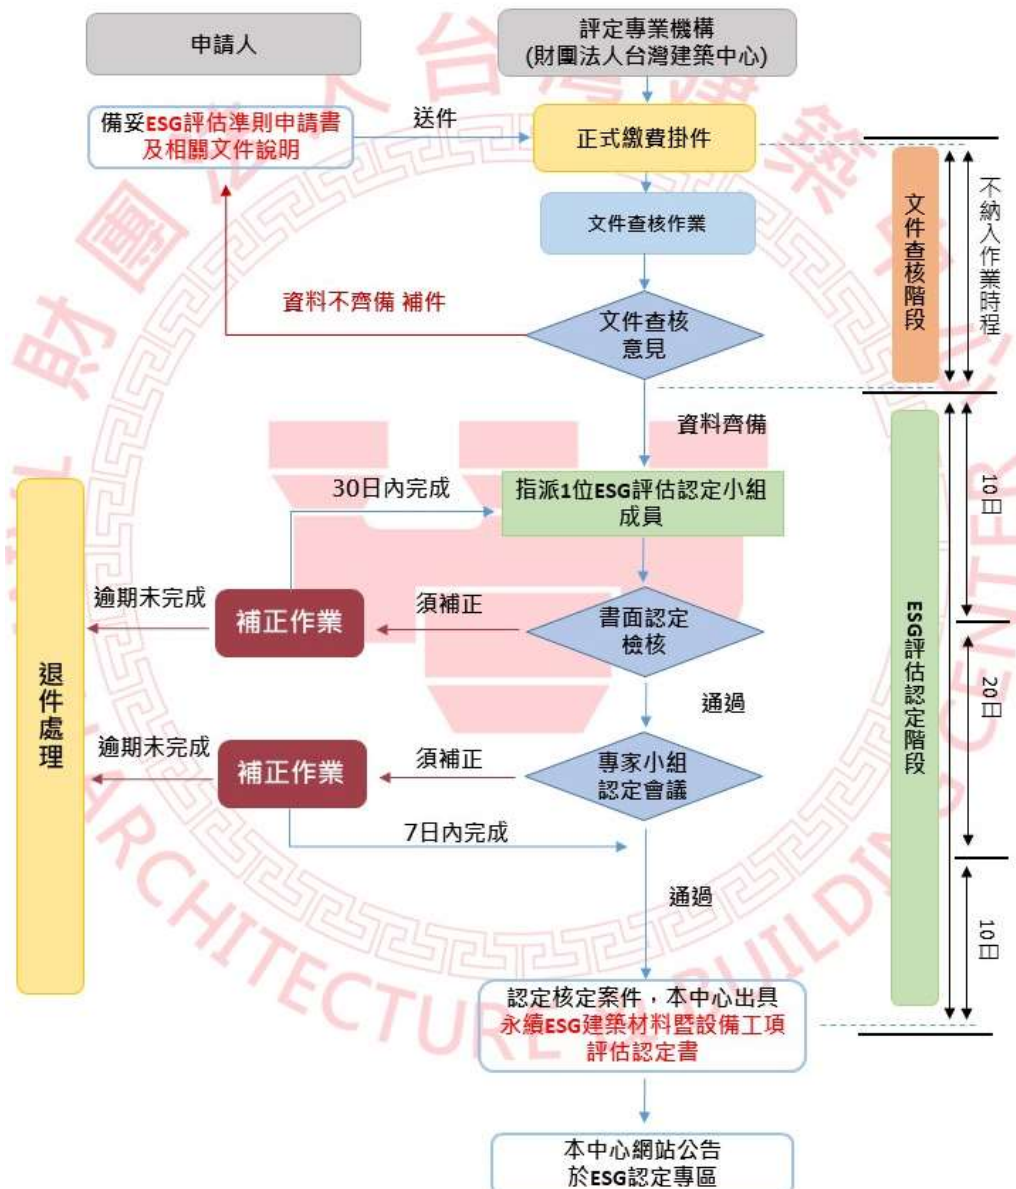 申請人
評定專業機構
(財團法人台灣建築中心)
備妥ESG評估準則申請書
及相關文件說明
送件
正式繳費掛件
文件查核作業
資料不齊備 補件
文件查核
意見
文件查核階段
不納入作業時程
資料齊備
30日內完成
指派1位ESG評估認定小組
成員
10日
逾期未完成
補正作業
須補正
書面認定
檢核
退件處理
通過
ESG評估認定階段
20日
逾期未完成
補正作業
須補正
專家小組
認定會議
7日內完成
通過
10日
認定核定案件，本中心出具
永續ESG建築材料暨設備工項
評估認定書
本中心網站公告
於ESG認定專區